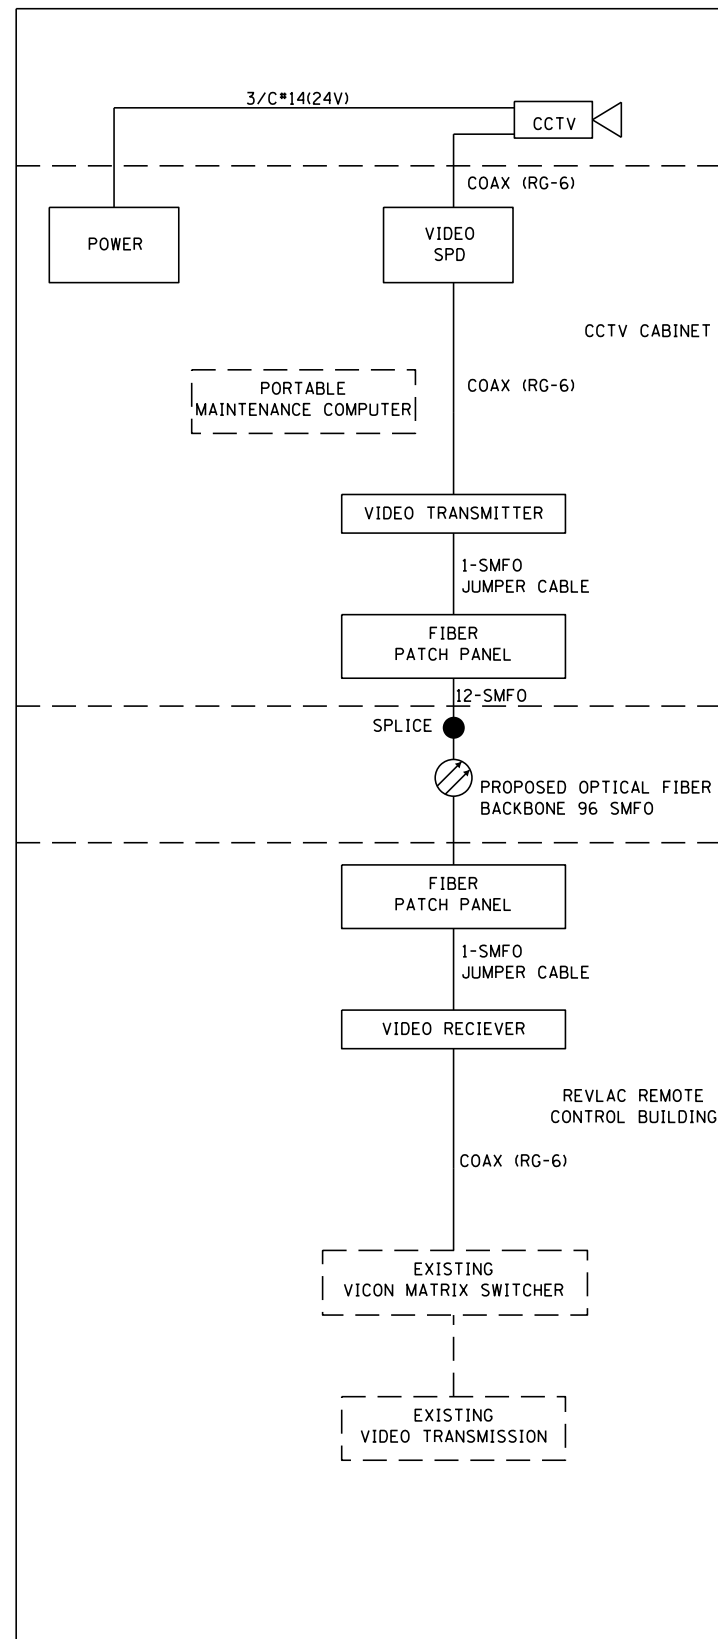 3/C#14(24V)
CCTV
COAX (RG-6)
POWER
VIDEO
SPD
CCTV CABINET
PORTABLE
MAINTENANCE COMPUTER
COAX (RG-6)
VIDEO TRANSMITTER
1-SMFO
JUMPER CABLE
FIBER
PATCH PANEL
12-SMFO
SPLICE
PROPOSED OPTICAL FIBER
BACKBONE 96 SMFO
FIBER
PATCH PANEL
1-SMFO
JUMPER CABLE
VIDEO RECIEVER
REVLAC REMOTE
CONTROL BUILDING
COAX (RG-6)
EXISTING
VICON MATRIX SWITCHER
EXISTING
VIDEO TRANSMISSION